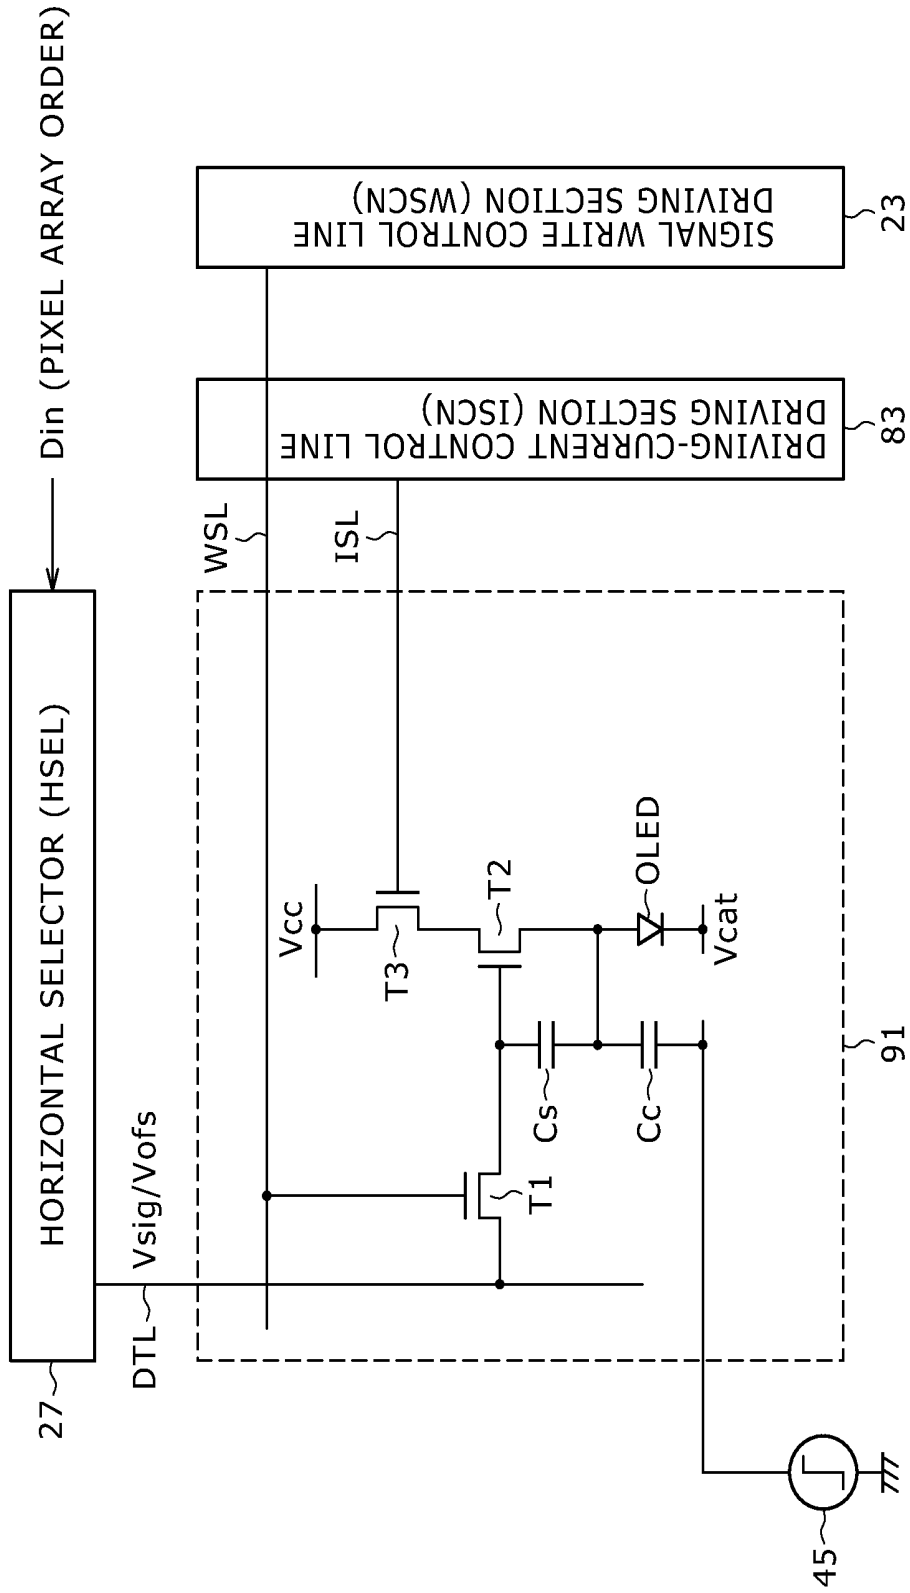 Din (PIXEL ARRAY ORDER)
HORIZONTAL SELECTOR (HSEL)
27
DTL
Vsig/Vofs
WSL
ISL
SIGNAL WRITE CONTROL LINE
DRIVING SECTION (WSCN)
23
DRIVING-CURRENT CONTROL LINE
DRIVING SECTION (ISCN)
83
Vcc
T3
T2
T1
Cs
Cc
OLED
Vcat
91
45